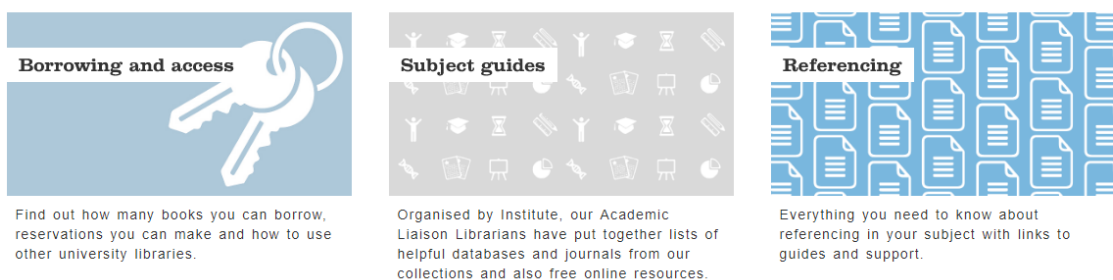 Borrowing and access
Find out how many books you can borrow,
reservations you can make and how to use
other university libraries.
Subject guides
Organised by Institute, our Academic
Liaison Librarians have put together lists of
helpful databases and journals from our
collections and also free online resources.
Referencing
Everything you need to know about
referencing in your subject with links to
guides and support.